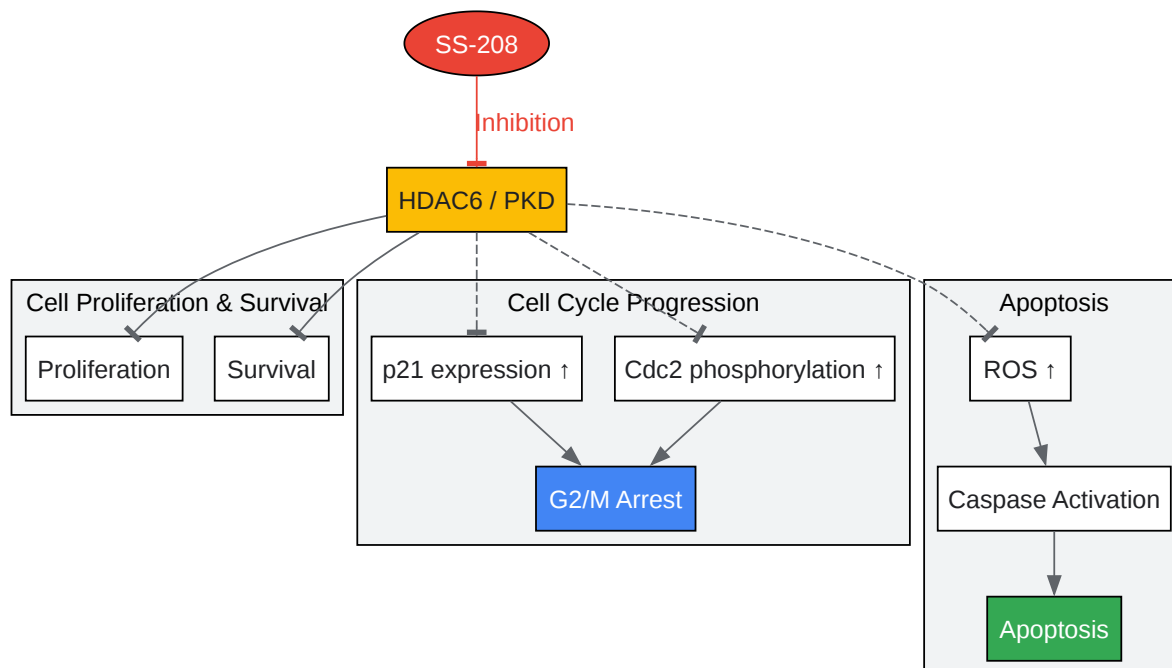 SS-208
Inhibition
HDAC6 / PKD
Cell Proliferation & Survival
Cell Cycle Progression
Apoptosis
Proliferation
Survival
p21 expression ↑
Cdc2 phosphorylation ↑
ROS ↑
G2/M Arrest
Caspase Activation
Apoptosis